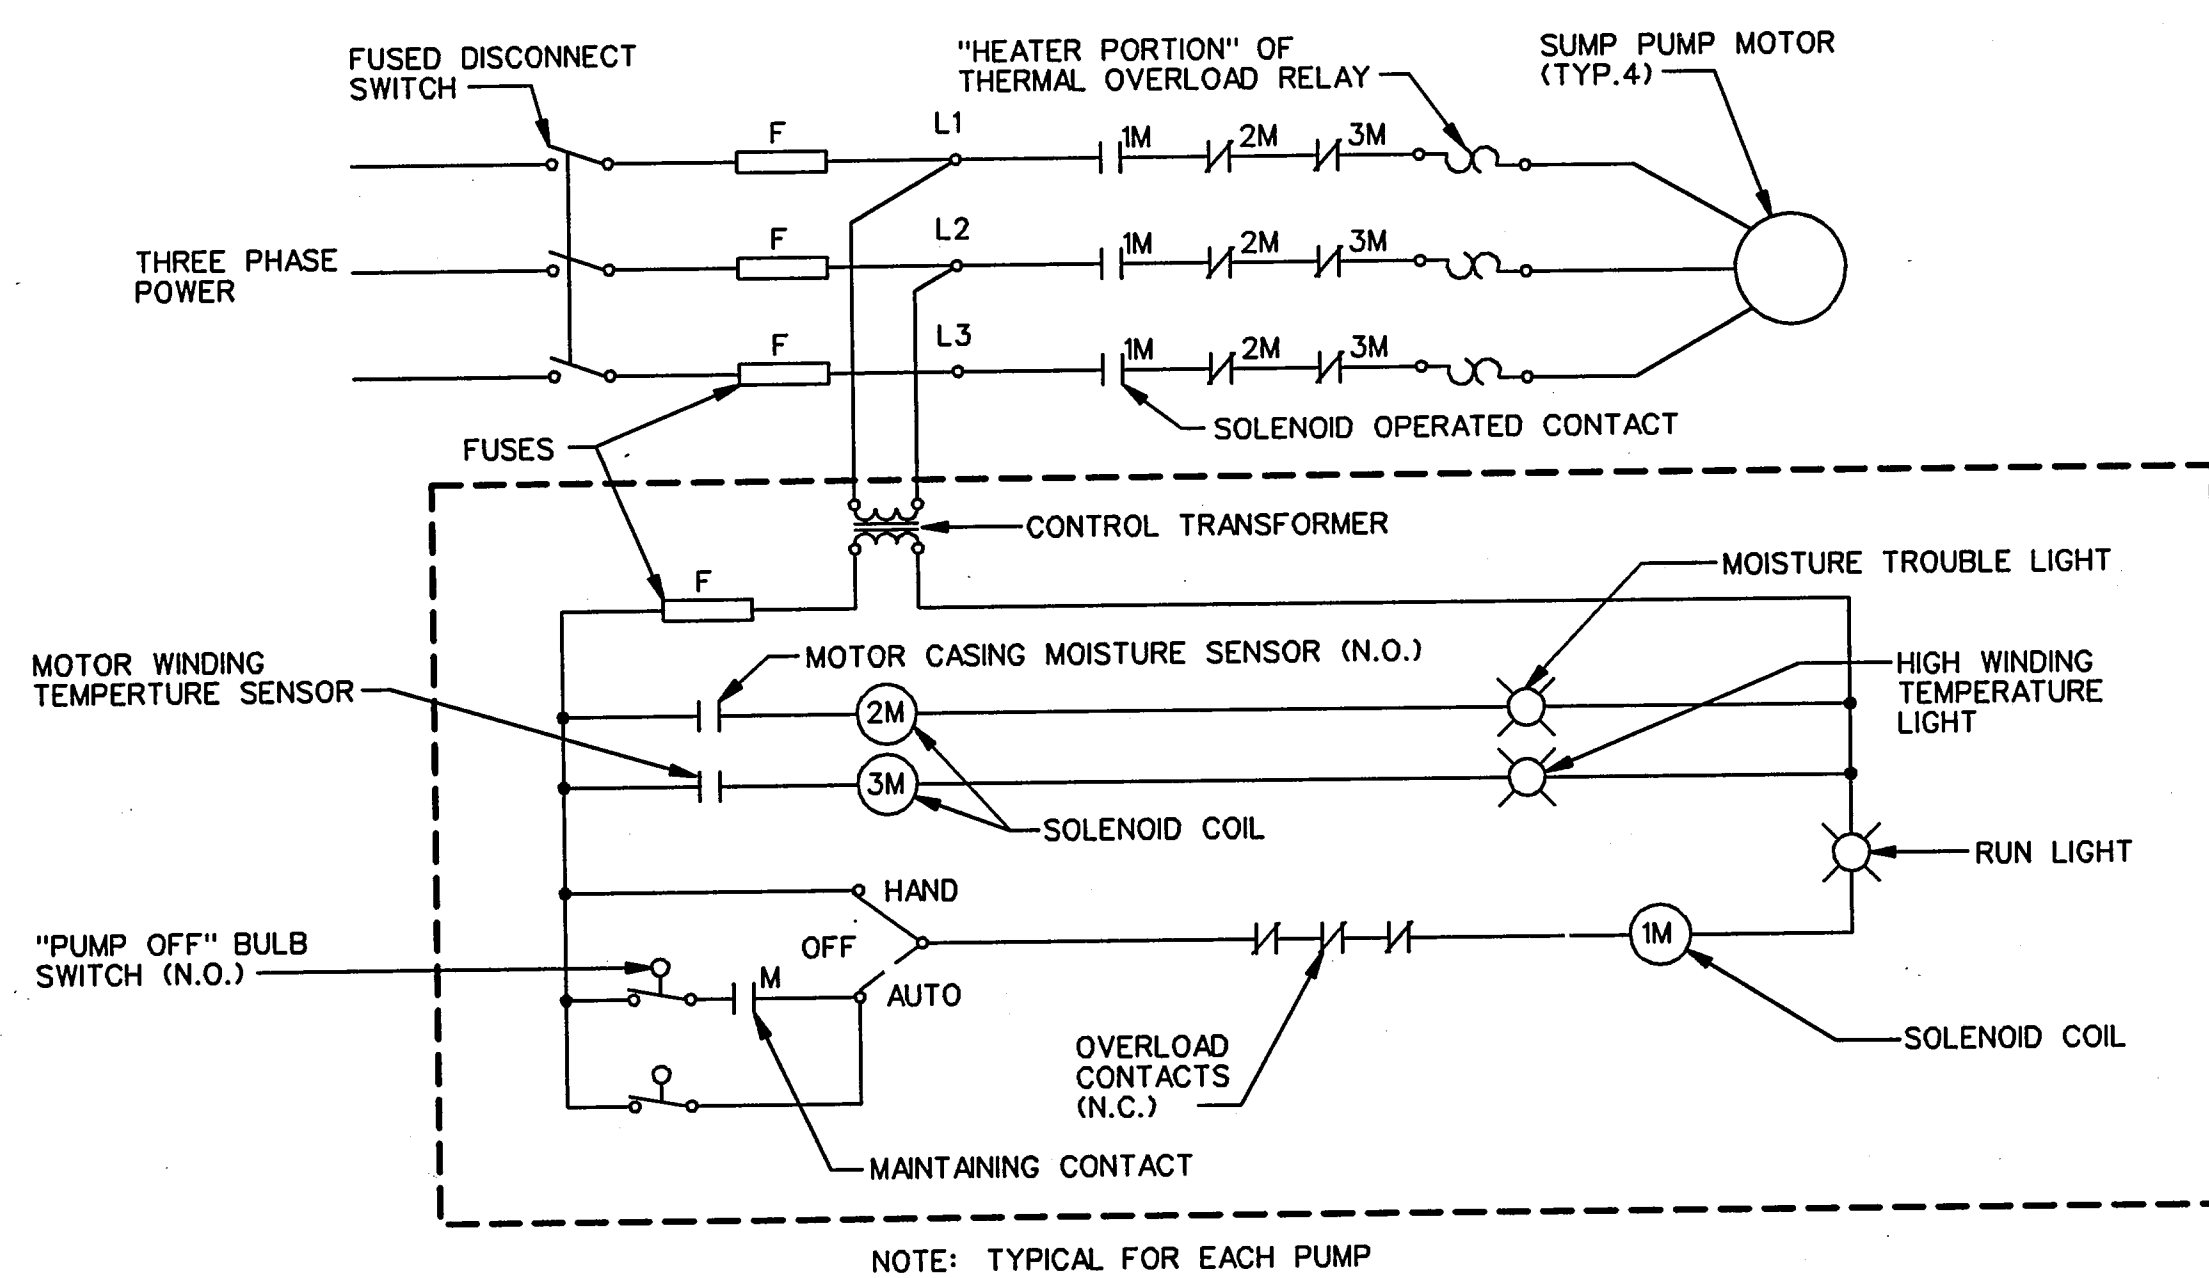 FUSED DISCONNECT
SWITCH
"HEATER PORTION" OF
THERMAL OVERLOAD RELAY
SUMP PUMP MOTOR
(TYP.4)
F
L1
1M
2M
3M
THREE PHASE
POWER
F
L2
1M
2M
3M
F
L3
1M
2M
3M
SOLENOID OPERATED CONTACT
FUSES
CONTROL TRANSFORMER
MOISTURE TROUBLE LIGHT
F
MOTOR CASING MOISTURE SENSOR (N.O.)
MOTOR WINDING
TEMPERTURE SENSOR
HIGH WINDING
TEMPERATURE
LIGHT
2M
3M
SOLENOID COIL
RUN LIGHT
HAND
"PUMP OFF" BULB
SWITCH (N.O.)
OFF
1M
M
AUTO
OVERLOAD
CONTACTS
(N.C.)
SOLENOID COIL
MAINTAINING CONTACT
NOTE: TYPICAL FOR EACH PUMP